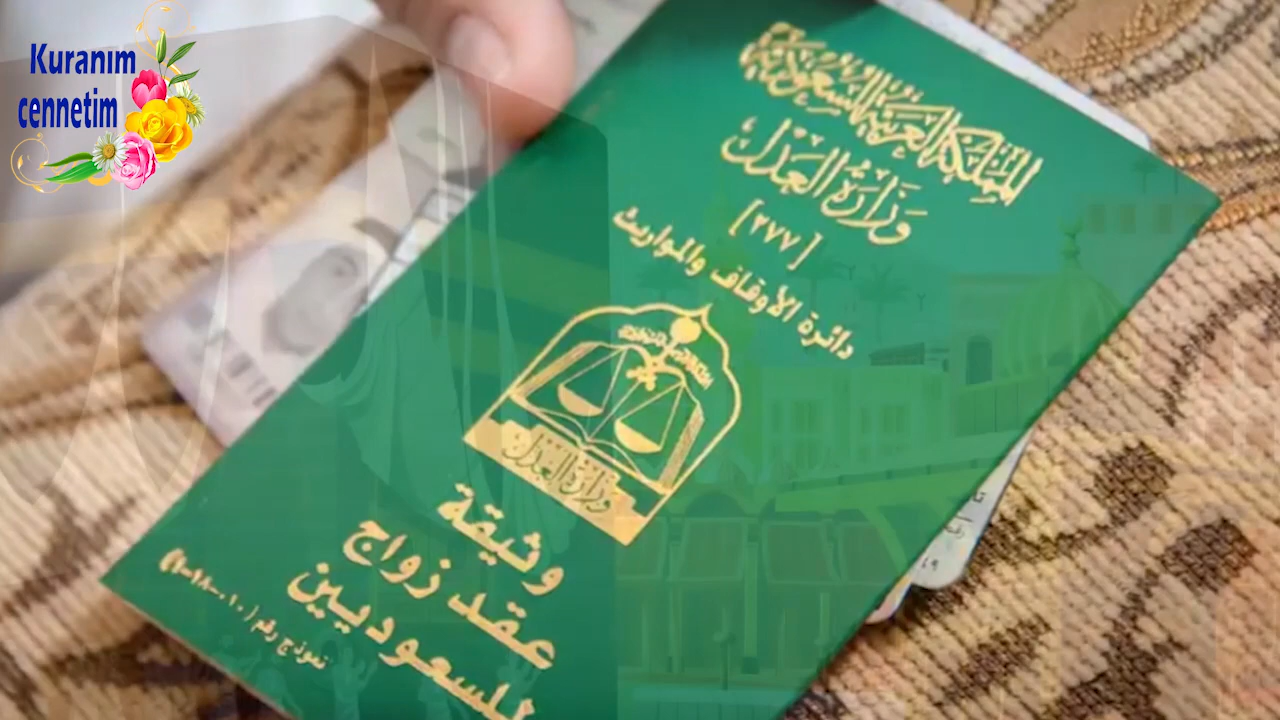 Kuranım
cennetim
المملكة العربية السعودية
وزارة العدل
[٢٧٧]
دائرة الأوقاف والمواريث
وزارة العدل
وثيقة
عقد زواج
للسعوديين